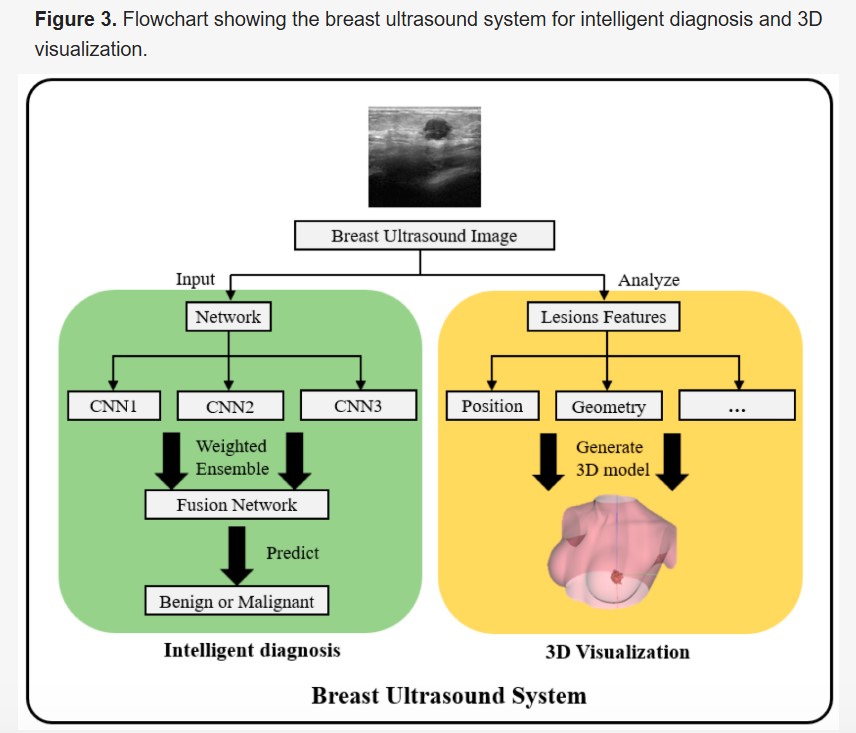 Figure 3. Flowchart showing the breast ultrasound system for intelligent diagnosis and 3D
visualization.
Breast Ultrasound Image
Input
Analyze
Network
Lesions Features
CNN1
CNN2
CNN3
Position
Geometry
...
Weighted
Ensemble
Generate
3D model
Fusion Network
Predict
Benign or Malignant
Intelligent diagnosis
3D Visualization
Breast Ultrasound System